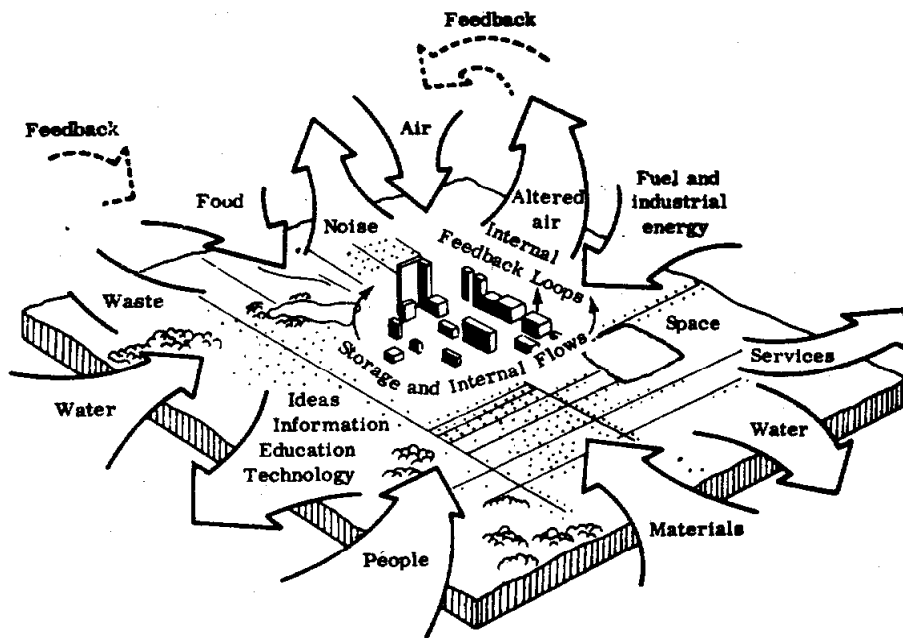 Feedback
Feedback
Air
Food
Noise
Altered
air
Fuel and
industrial
energy
Internal
Feedback Loops
Waste
Space
Storage and Internal Flows
Services
Water
Ideas
Information
Education
Technology
Water
Materials
People